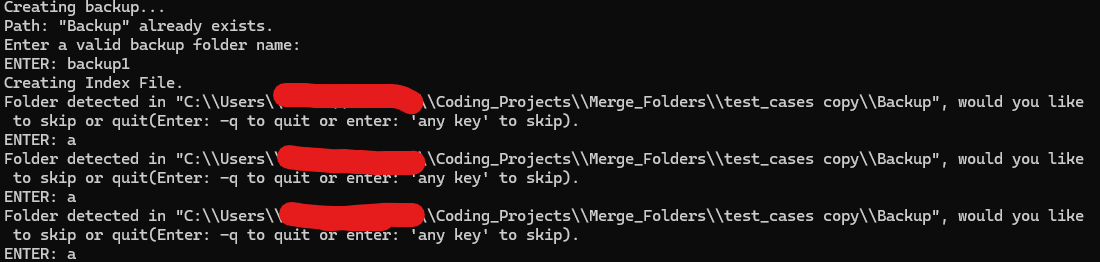 Creating backup...
Path: "Backup" already exists.
Enter a valid backup folder name:
ENTER: backup1
Creating Index File.
Folder detected in "C:\\Users\\ \\Coding_Projects\\Merge_Folders\\test_cases copy\\Backup", would you like
to skip or quit(Enter: -q to quit or enter: 'any key' to skip).
ENTER: a
Folder detected in "C:\\Users\\ \\Coding_Projects\\Merge_Folders\\test_cases copy\\Backup", would you like
to skip or quit(Enter: -q to quit or enter: 'any key' to skip).
ENTER: a
Folder detected in "C:\\Users\\ \\Coding_Projects\\Merge_Folders\\test_cases copy\\Backup", would you like
to skip or quit(Enter: -q to quit or enter: 'any key' to skip).
ENTER: a